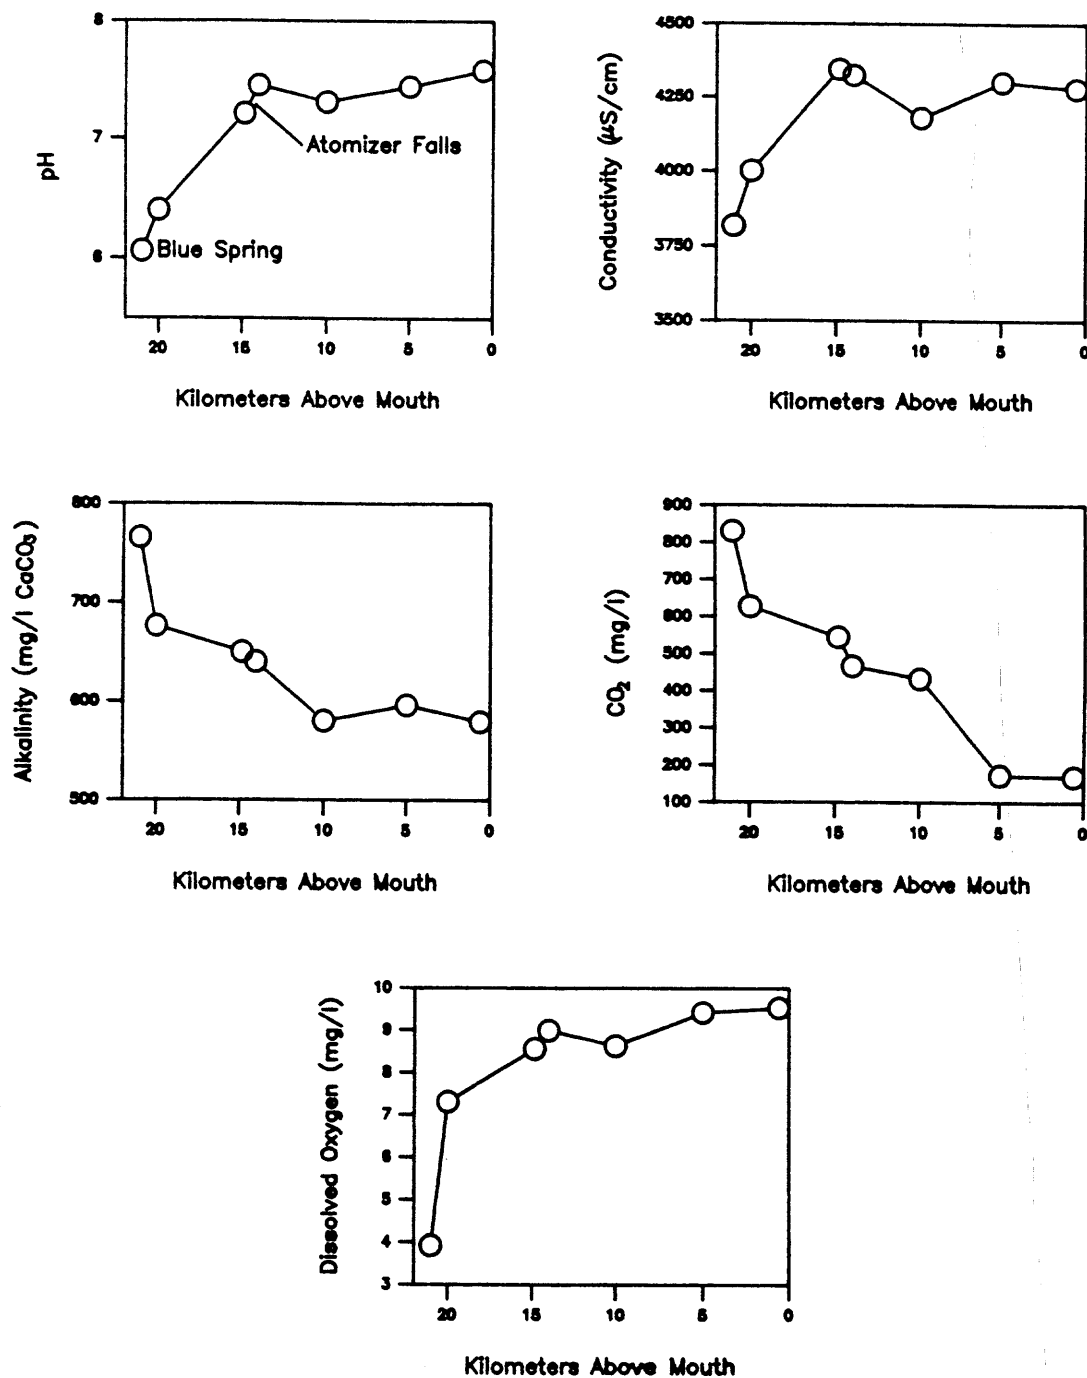 8
7
6
pH
Atomizer Falls
Blue Spring
20 15 10 5 0
Kilometers Above Mouth
4500
4250
4000
3750
3500
Conductivity (μS/cm)
20 15 10 5 0
Kilometers Above Mouth
800
700
600
500
Alkalinity (mg/l CaCO₃)
20 15 10 5 0
Kilometers Above Mouth
900
800
700
600
500
400
300
200
100
CO₂ (mg/l)
20 15 10 5 0
Kilometers Above Mouth
10
9
8
7
6
5
4
3
Dissolved Oxygen (mg/l)
20 15 10 5 0
Kilometers Above Mouth